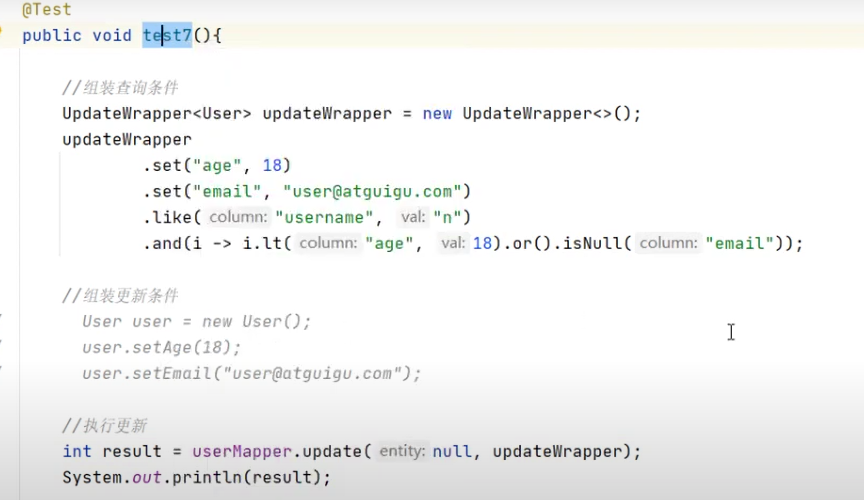 @Test
public void test7(){
//组装查询条件
UpdateWrapper<User> updateWrapper = new UpdateWrapper<>();
updateWrapper
.set("age", 18)
.set("email", "user@atguigu.com")
.like( column: "username", val: "n")
.and(i -> i.lt( column: "age", val: 18).or().isNull( column: "email"));
//组装更新条件
User user = new User();
user.setAge(18);
user.setEmail("user@atguigu.com");
//执行更新
int result = userMapper.update( entity: null, updateWrapper);
System.out.println(result);